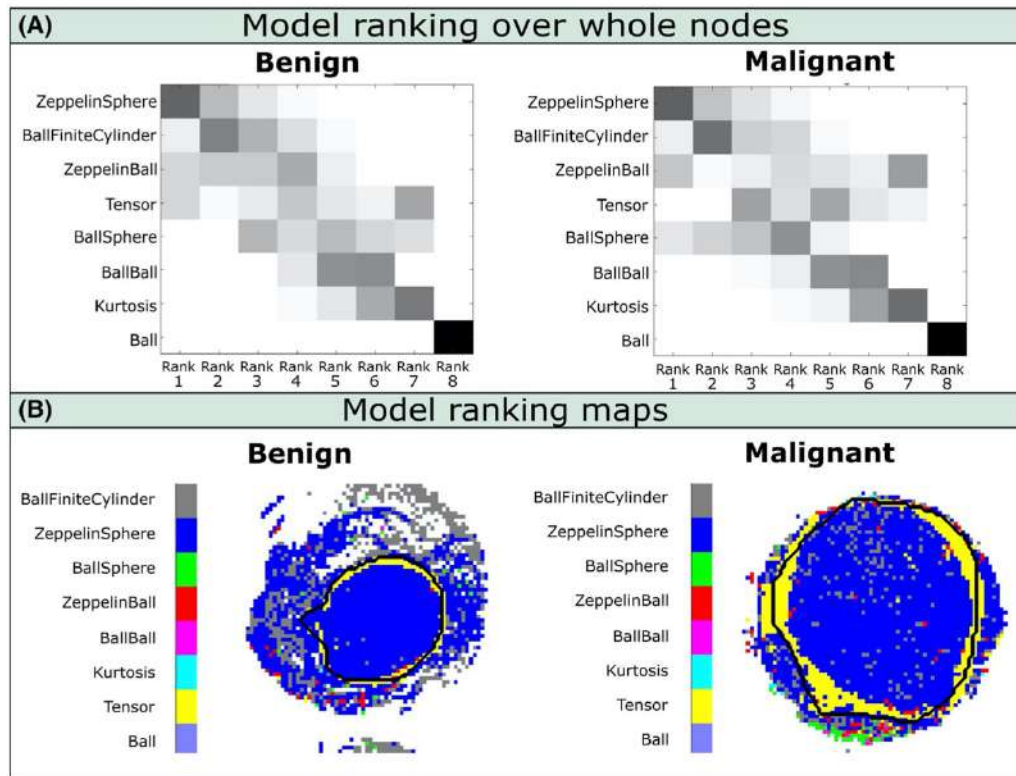 (A) Model ranking over whole nodes
Benign
Malignant
ZeppelinSphere
BallFiniteCylinder
ZeppelinBall
Tensor
BallSphere
BallBall
Kurtosis
Ball
Rank Rank Rank Rank Rank Rank Rank Rank
1 2 3 4 5 6 7 8
ZeppelinSphere
BallFiniteCylinder
ZeppelinBall
Tensor
BallSphere
BallBall
Kurtosis
Ball
Rank Rank Rank Rank Rank Rank Rank Rank
1 2 3 4 5 6 7 8
(B) Model ranking maps
Benign
Malignant
BallFiniteCylinder
ZeppelinSphere
BallSphere
ZeppelinBall
BallBall
Kurtosis
Tensor
Ball
BallFiniteCylinder
ZeppelinSphere
BallSphere
ZeppelinBall
BallBall
Kurtosis
Tensor
Ball